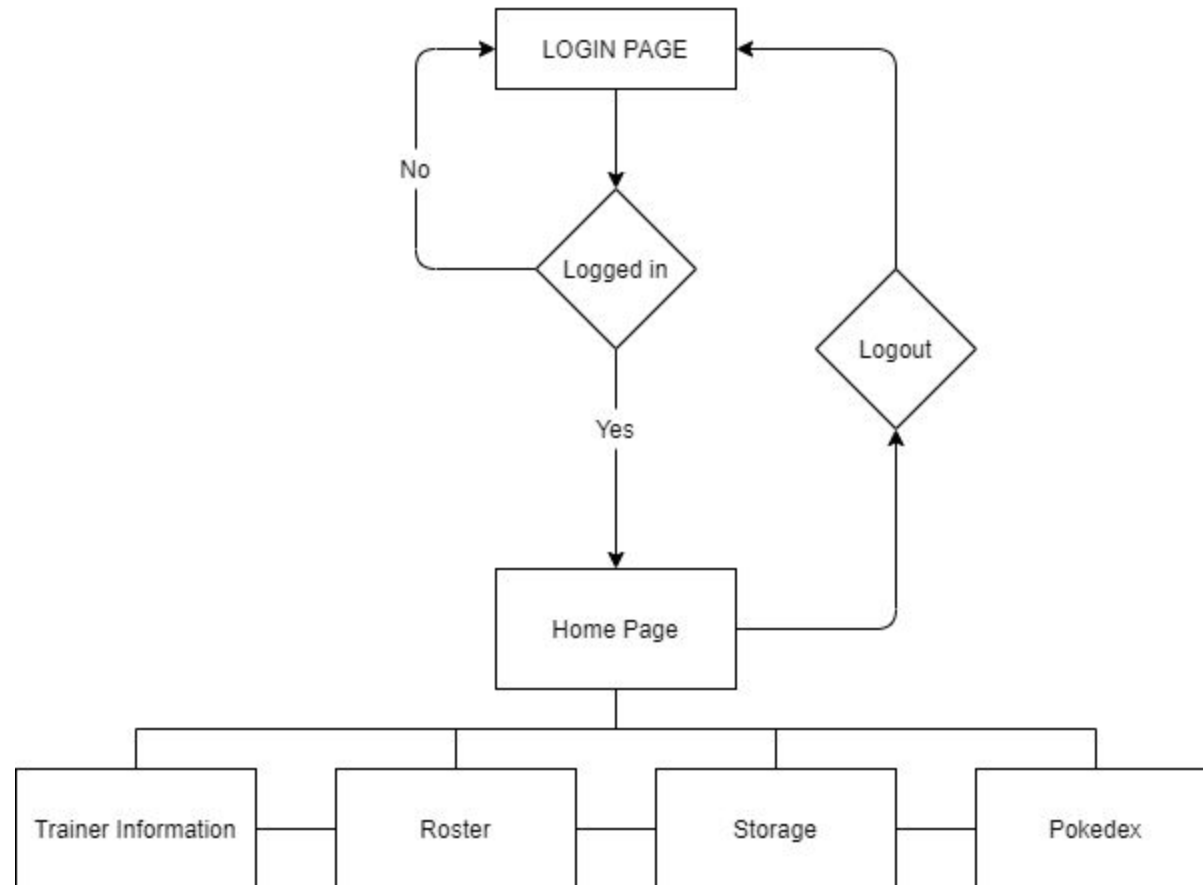 LOGIN PAGE
No
Logged in
Logout
Yes
Home Page
Trainer Information
Roster
Storage
Pokedex